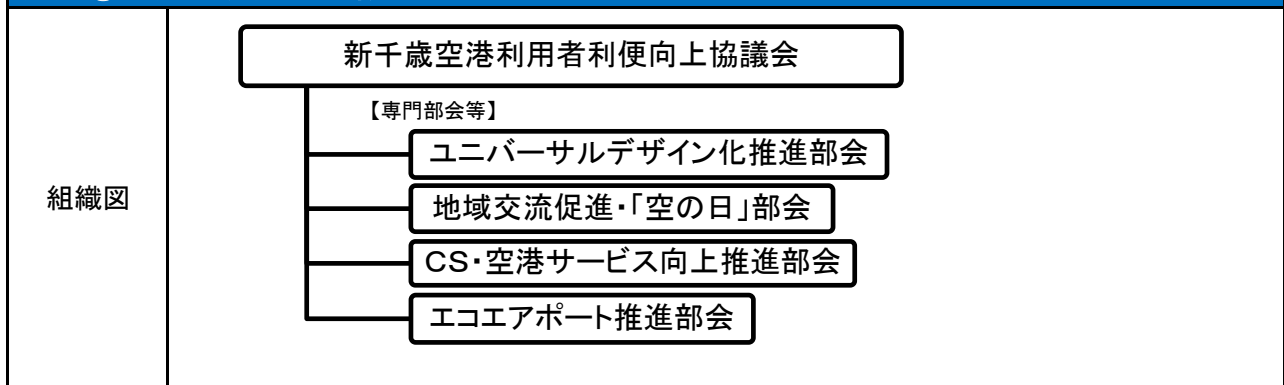 新千歳空港利用者利便向上協議会
【専門部会等】
ユニバーサルデザイン化推進部会
組織図
地域交流促進・「空の日」部会
CS・空港サービス向上推進部会
エコエアポート推進部会